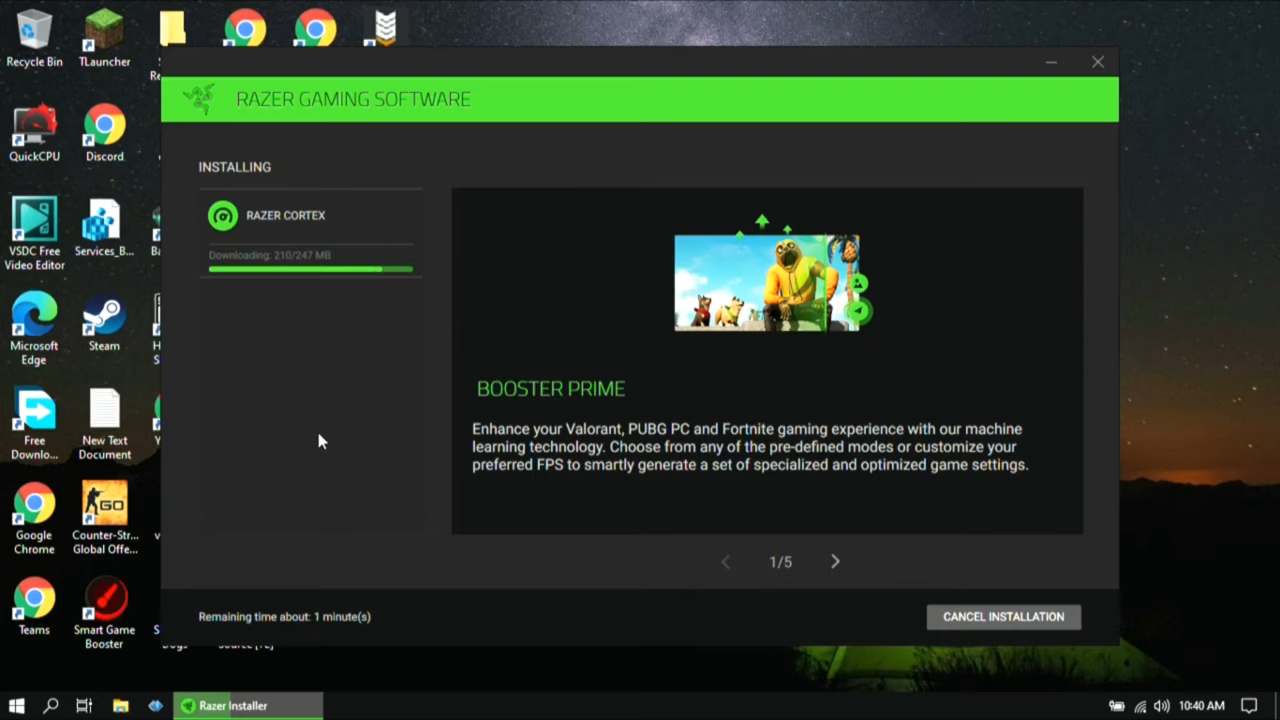 Recycle Bin
TLauncher
QuickCPU
Discord
VSDC Free
Video Editor
Services_B...
Microsoft
Edge
Steam
Free
Downlo...
New Text
Document
Google
Chrome
Counter-Str...
Global Offe...
Teams
Smart Game
Booster
RAZER GAMING SOFTWARE
INSTALLING
RAZER CORTEX
Downloading: 210/247 MB
BOOSTER PRIME
Enhance your Valorant, PUBG PC and Fortnite gaming experience with our machine
learning technology. Choose from any of the pre-defined modes or customize your
preferred FPS to smartly generate a set of specialized and optimized game settings.
1/5
Remaining time about: 1 minute(s)
CANCEL INSTALLATION
Razer Installer
10:40 AM